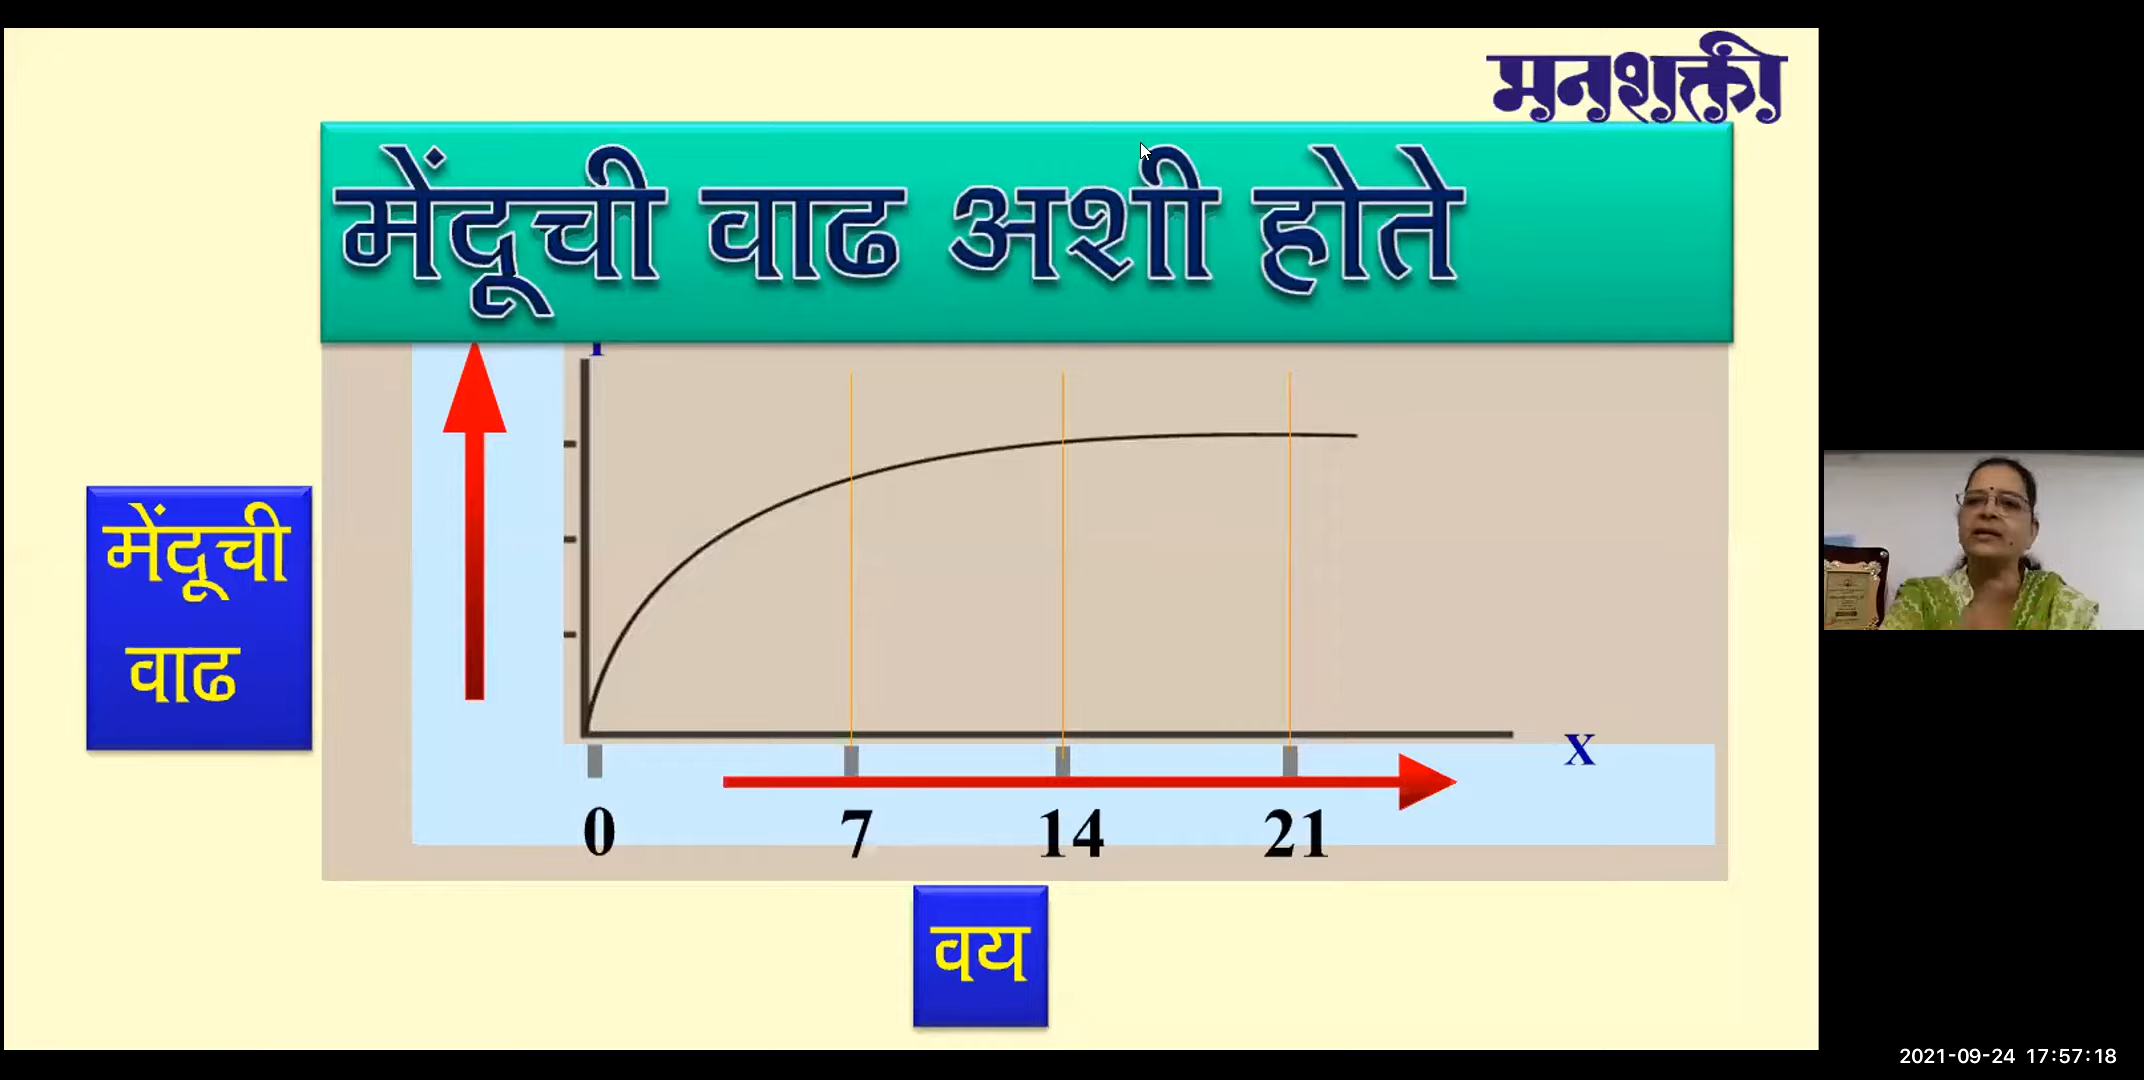 मनशक्ती
मेंदूची वाढ अशी होते
मेंदूची
वाढ
X
0 7 14 21
वय
2021-09-24 17:57:18